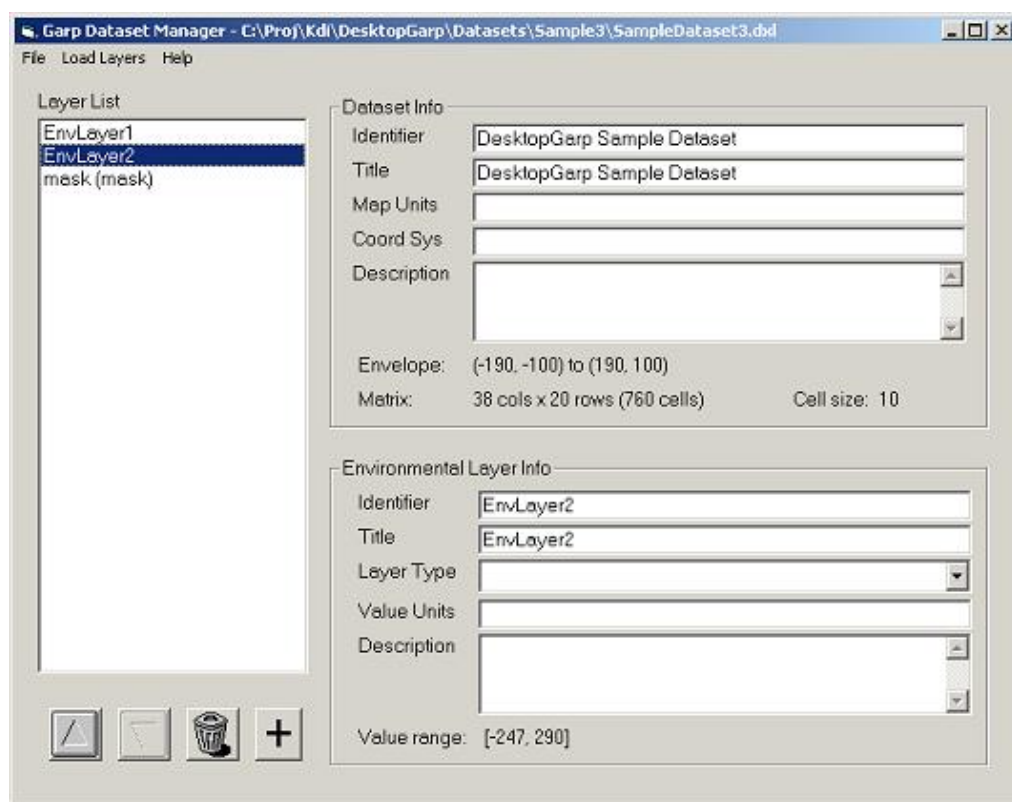 Garp Dataset Manager - C:\Proj\Kdi\DesktopGarp\Datasets\Sample3\SampleDataset3.dxd
File Load Layers Help
Layer List
EnvLayer1
EnvLayer2
mask (mask)
Dataset Info
Identifier DesktopGarp Sample Dataset
Title DesktopGarp Sample Dataset
Map Units
Coord Sys
Description
Envelope: (-190, -100) to (190, 100)
Matrix: 38 cols x 20 rows (760 cells) Cell size: 10
Environmental Layer Info
Identifier EnvLayer2
Title EnvLayer2
Layer Type
Value Units
Description
Value range: [-247, 290]